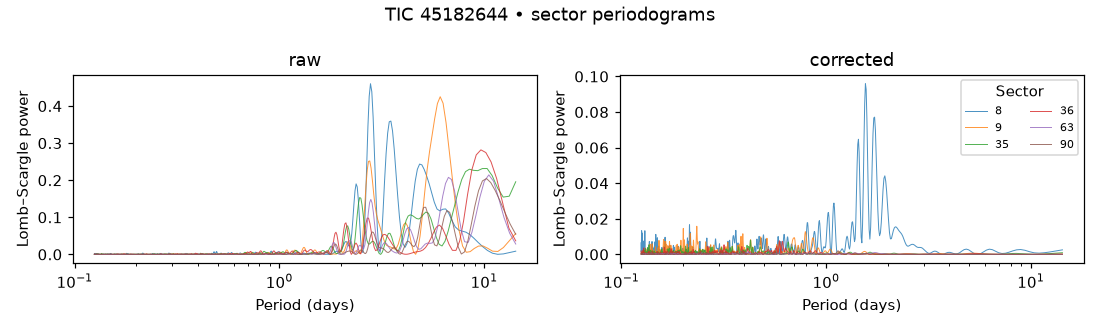 TIC 45182644 • sector periodograms
raw
Lomb–Scargle power
0.4
0.3
0.2
0.1
0.0
10⁻¹
10⁰
10¹
Period (days)
corrected
Lomb–Scargle power
0.10
0.08
0.06
0.04
0.02
0.00
10⁻¹
10⁰
10¹
Period (days)
Sector
8
9
35
36
63
90